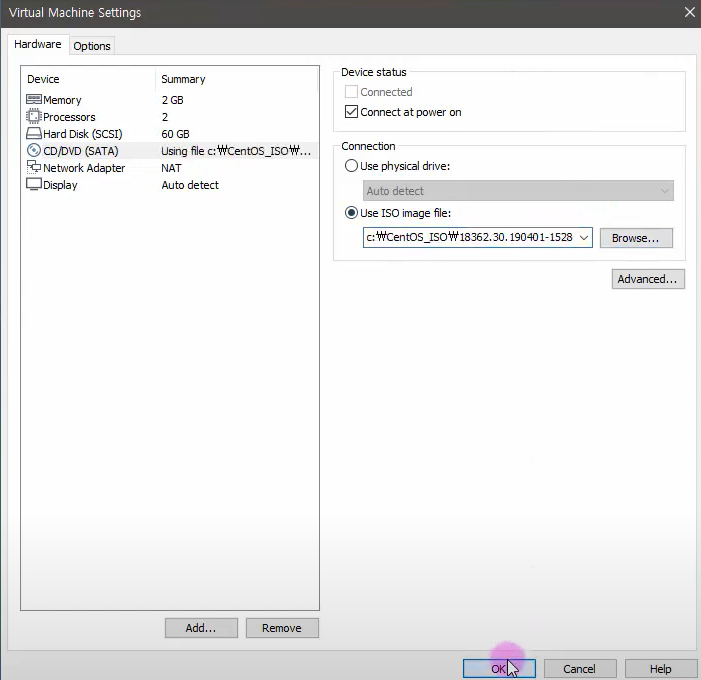 Virtual Machine Settings
Hardware
Options
Device Summary
Memory 2 GB
Processors 2
Hard Disk (SCSI) 60 GB
CD/DVD (SATA) Using file c:₩CentOS_ISO₩...
Network Adapter NAT
Display Auto detect
Add...
Remove
Device status
Connected
Connect at power on
Connection
Use physical drive:
Auto detect
Use ISO image file:
c:₩CentOS_ISO₩18362.30.190401-1528
Browse...
Advanced...
OK
Cancel
Help